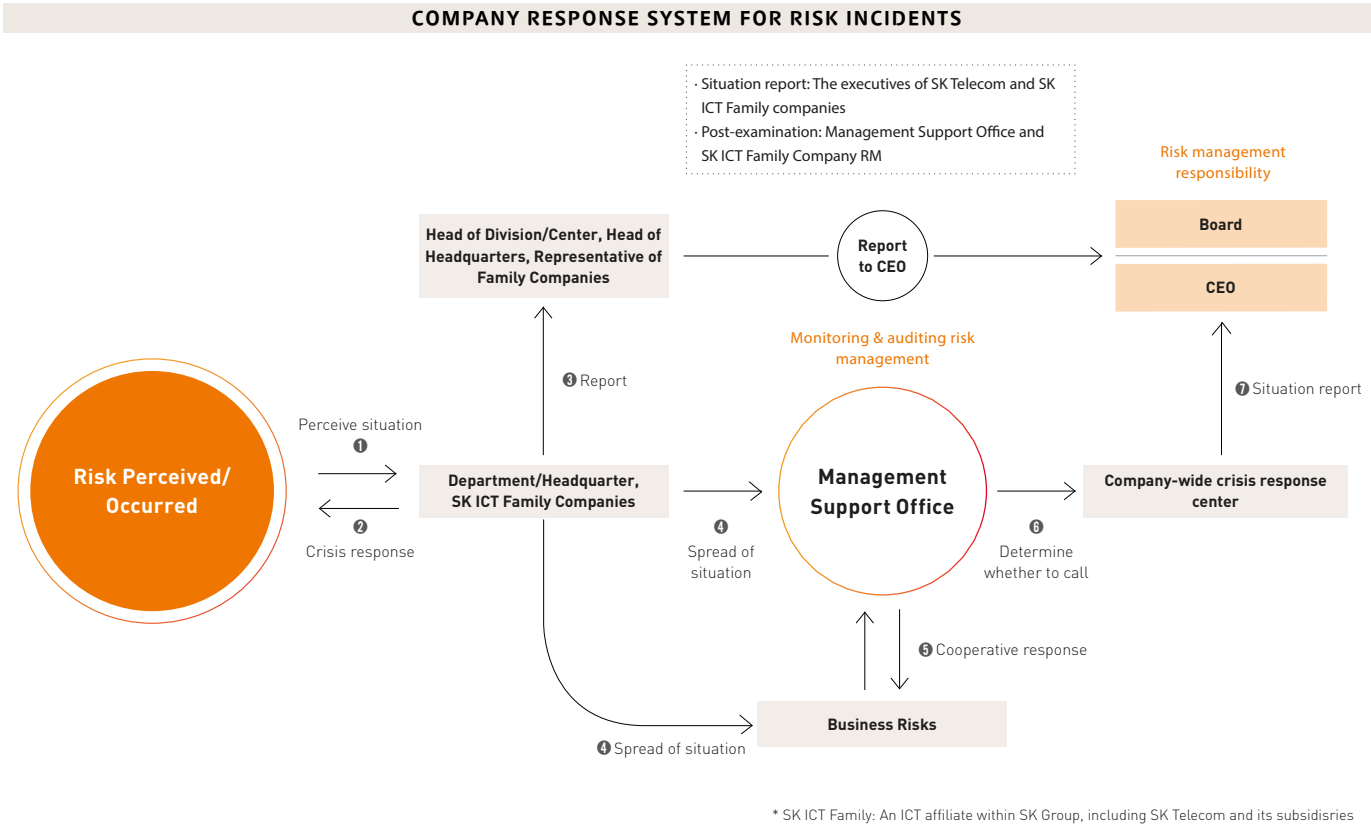 COMPANY RESPONSE SYSTEM FOR RISK INCIDENTS
· Situation report: The executives of SK Telecom and SK
ICT Family companies
· Post-examination: Management Support Office and
SK ICT Family Company RM
Risk management
responsibility
Board
CEO
Head of Division/Center, Head of
Headquarters, Representative of
Family Companies
Report
to CEO
Monitoring & auditing risk
management
❸ Report
❼ Situation report
Perceive situation
❶
Risk Perceived/
Occurred
Department/Headquarter,
SK ICT Family Companies
Management
Support Office
Company-wide crisis response
center
❷
Crisis response
❹
Spread of
situation
❻
Determine
whether to call
❺ Cooperative response
Business Risks
❹ Spread of situation
* SK ICT Family: An ICT affiliate within SK Group, including SK Telecom and its subsidisries